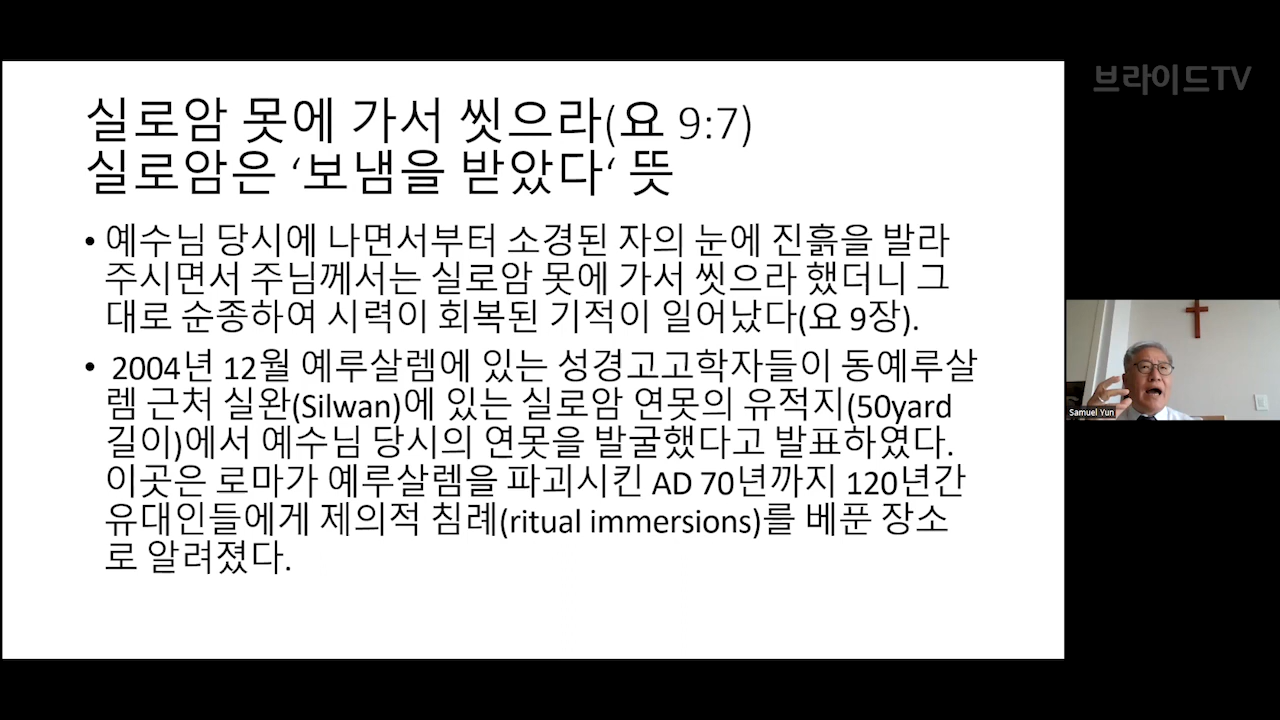 브라이드TV
실로암 못에 가서 씻으라(요 9:7)
실로암은 ‘보냄을 받았다‘ 뜻
• 예수님 당시에 나면서부터 소경된 자의 눈에 진흙을 발라
주시면서 주님께서는 실로암 못에 가서 씻으라 했더니 그
대로 순종하여 시력이 회복된 기적이 일어났다(요 9장).
• 2004년 12월 예루살렘에 있는 성경고고학자들이 동예루살
렘 근처 실완(Silwan)에 있는 실로암 연못의 유적지(50yard
길이)에서 예수님 당시의 연못을 발굴했다고 발표하였다.
이곳은 로마가 예루살렘을 파괴시킨 AD 70년까지 120년간
유대인들에게 제의적 침례(ritual immersions)를 베푼 장소
로 알려졌다.
Samuel Yun